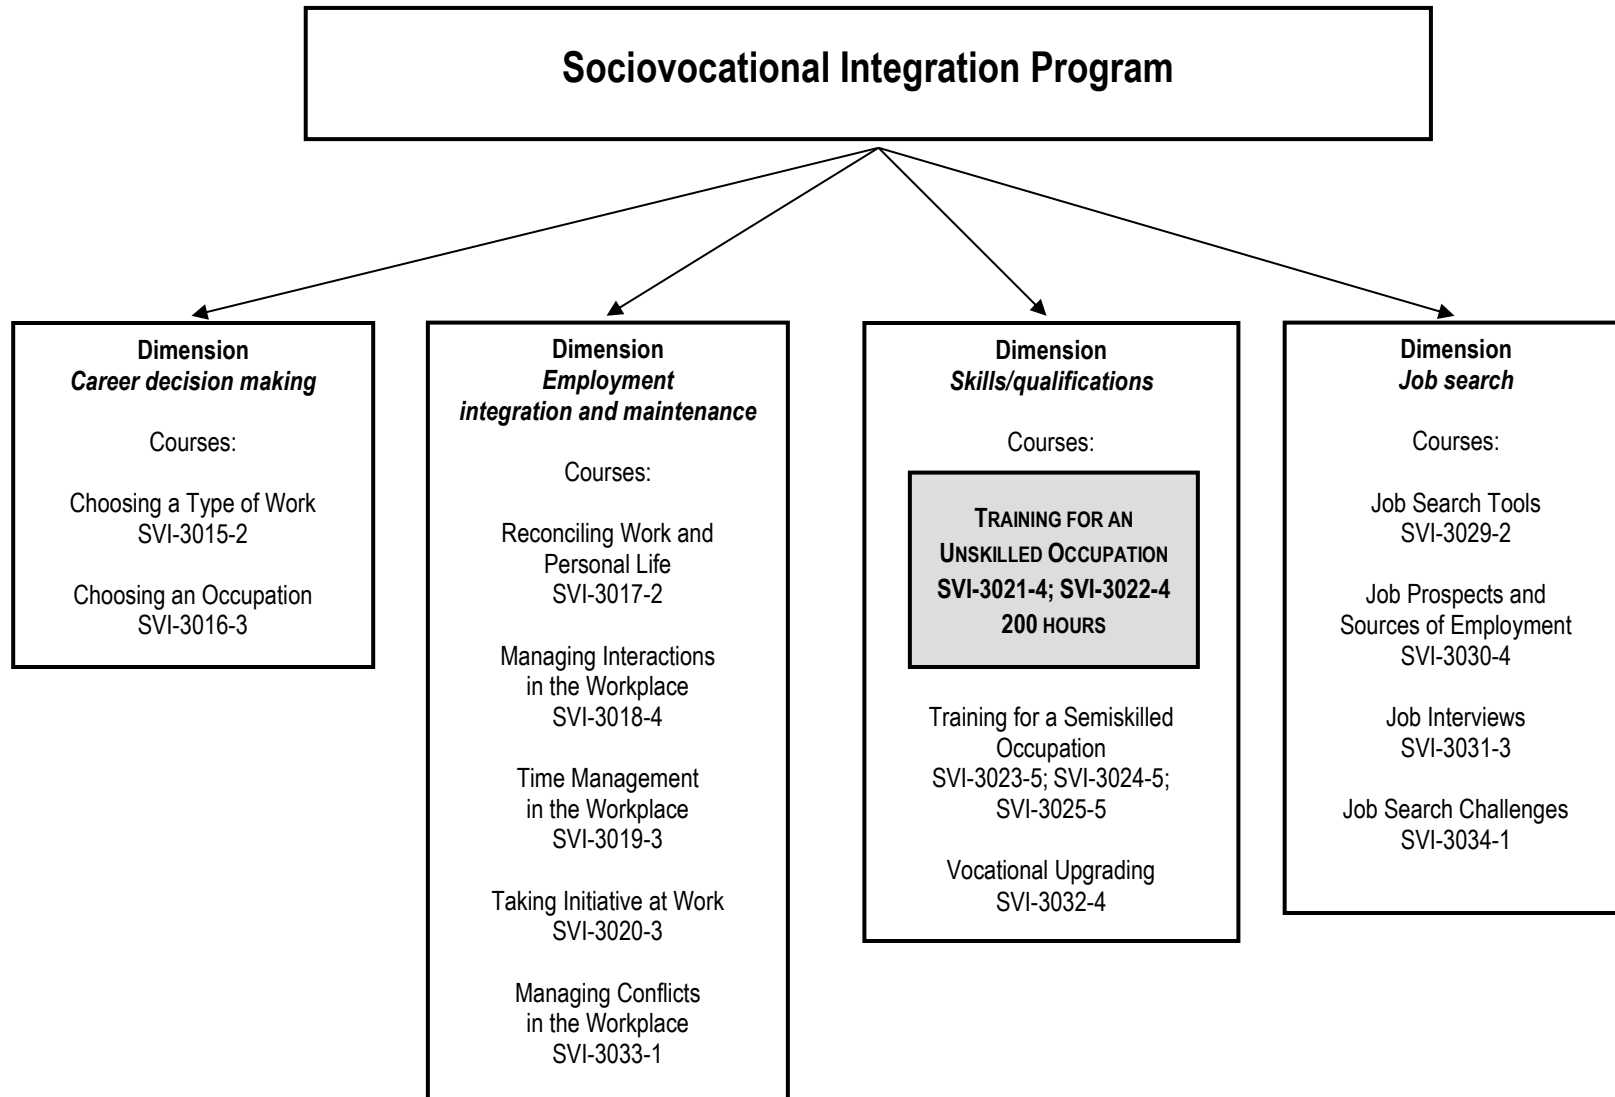 Sociovocational Integration Program
Dimension
Career decision making
Courses:
Choosing a Type of Work
SVI-3015-2
Choosing an Occupation
SVI-3016-3
Dimension
Employment
integration and maintenance
Courses:
Reconciling Work and
Personal Life
SVI-3017-2
Managing Interactions
in the Workplace
SVI-3018-4
Time Management
in the Workplace
SVI-3019-3
Taking Initiative at Work
SVI-3020-3
Managing Conflicts
in the Workplace
SVI-3033-1
Dimension
Skills/qualifications
Courses:
TRAINING FOR AN
UNSKILLED OCCUPATION
SVI-3021-4; SVI-3022-4
200 HOURS
Training for a Semiskilled
Occupation
SVI-3023-5; SVI-3024-5;
SVI-3025-5
Vocational Upgrading
SVI-3032-4
Dimension
Job search
Courses:
Job Search Tools
SVI-3029-2
Job Prospects and
Sources of Employment
SVI-3030-4
Job Interviews
SVI-3031-3
Job Search Challenges
SVI-3034-1